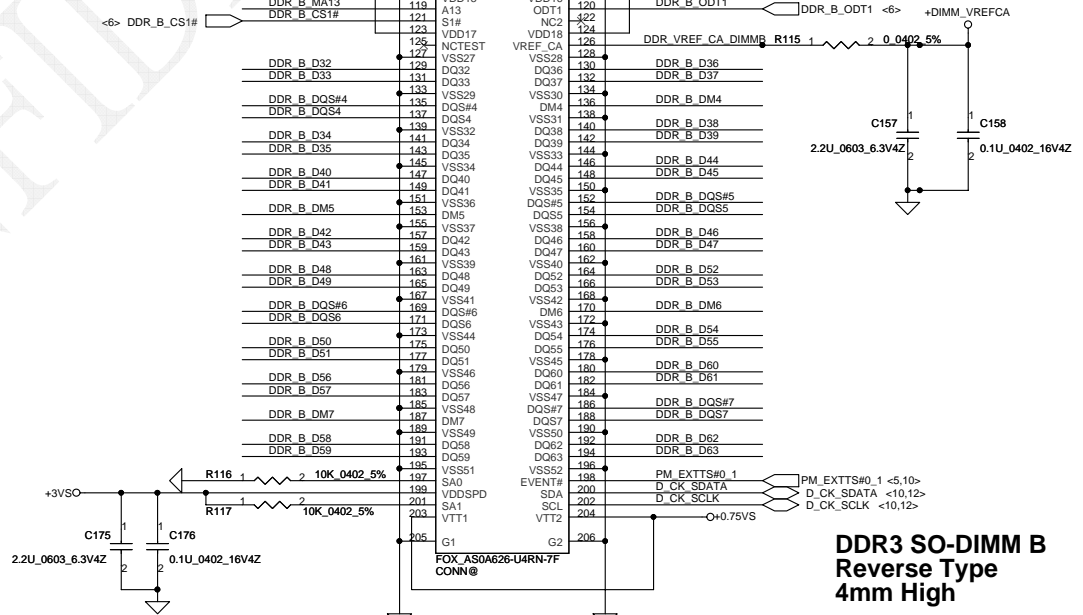 DDR_B_MA13 119 A13 120 DDR_B_ODT1
<6> DDR_B_CS1# DDR_B_CS1# 121 S1# ODT1 122 DDR_B_ODT1 <6> +DIMM_VREFCA
123 VDD17 NC2 124
125 NCTEST VDD18 126 DDR_VREF_CA_DIMMB R115 1 2 0_0402_5%
127 VSS27 VREF_CA 128
DDR_B_D32 129 DQ32 VSS28 130 DDR_B_D36
DDR_B_D33 131 DQ33 DQ36 132 DDR_B_D37
133 VSS29 DQ37 134
DDR_B_DQS#4 135 DQS#4 VSS30 136 DDR_B_DM4
DDR_B_DQS4 137 DQS4 DM4 138
139 VSS32 VSS31 140 DDR_B_D38
DDR_B_D34 141 DQ34 DQ38 142 DDR_B_D39
DDR_B_D35 143 DQ35 DQ39 144
145 VSS34 VSS33 146 DDR_B_D44
DDR_B_D40 147 DQ40 DQ44 148 DDR_B_D45
DDR_B_D41 149 DQ41 DQ45 150
151 VSS36 VSS35 152 DDR_B_DQS#5
DDR_B_DM5 153 DM5 DQS#5 154 DDR_B_DQS5
155 VSS37 DQS5 156
DDR_B_D42 157 DQ42 VSS38 158 DDR_B_D46
DDR_B_D43 159 DQ43 DQ46 160 DDR_B_D47
161 VSS39 DQ47 162
DDR_B_D48 163 DQ48 VSS40 164 DDR_B_D52
DDR_B_D49 165 DQ49 DQ52 166 DDR_B_D53
167 VSS41 DQ53 168
DDR_B_DQS#6 169 DQS#6 VSS42 170 DDR_B_DM6
DDR_B_DQS6 171 DQS6 DM6 172
173 VSS44 VSS43 174 DDR_B_D54
DDR_B_D50 175 DQ50 DQ54 176 DDR_B_D55
DDR_B_D51 177 DQ51 DQ55 178
179 VSS46 VSS45 180 DDR_B_D60
DDR_B_D56 181 DQ56 DQ60 182 DDR_B_D61
DDR_B_D57 183 DQ57 DQ61 184
185 VSS48 VSS47 186 DDR_B_DQS#7
DDR_B_DM7 187 DM7 DQS#7 188 DDR_B_DQS7
189 VSS49 DQS7 190
DDR_B_D58 191 DQ58 VSS50 192 DDR_B_D62
DDR_B_D59 193 DQ59 DQ62 194 DDR_B_D63
195 VSS51 DQ63 196
R116 1 2 10K_0402_5% 197 SA0 VSS52 198 PM_EXTTS#0_1 PM_EXTTS#0_1 <5,10>
+3VS 199 VDDSPD EVENT# 200 D_CK_SDATA D_CK_SDATA <10,12>
R117 1 2 10K_0402_5% 201 SA1 SDA 202 D_CK_SCLK D_CK_SCLK <10,12>
203 VTT1 SCL 204 +0.75VS
VTT2
205 G1 G2 206
FOX_AS0A626-U4RN-7F
CONN@
C157 1 2
2.2U_0603_6.3V4Z
C158 1 2
0.1U_0402_16V4Z
C175 1 2
2.2U_0603_6.3V4Z
C176 1 2
0.1U_0402_16V4Z
DDR3 SO-DIMM B
Reverse Type
4mm High